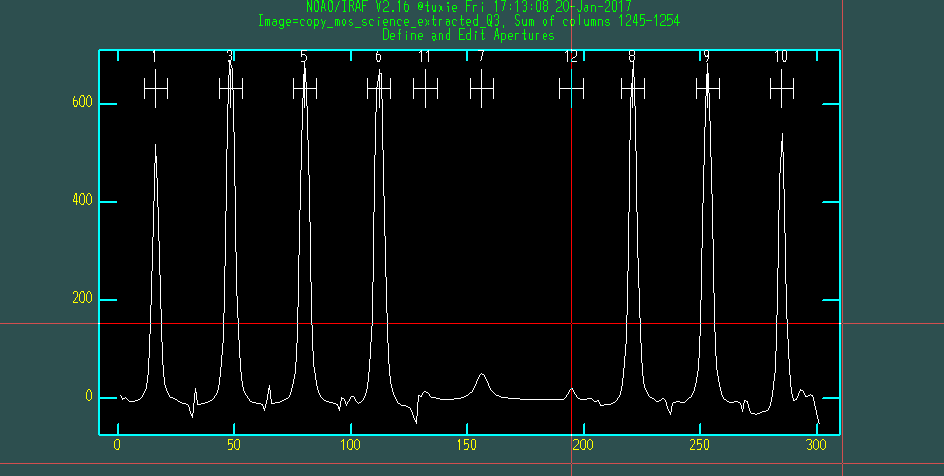 NOAO/IRAF V2.16 @tuxie Fri 17:13:08 20-Jan-2017
Image=copy_mos_science_extracted_Q3, Sum of columns 1245-1254
Define and Edit Apertures
1 3 5 6 11 7 12 8 9 10
600
400
200
0
0 50 100 150 200 250 300